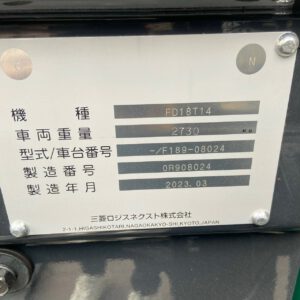 N
機種 FD18T14
車両重量 2730 kg
型式/車台番号 -/F18B-08024
製造番号 0R908024
製造年月 2023.03
三菱ロジスネクスト株式会社
2-1-1,HIGASHIKOTARI,NAGAOKAKYO-SHI,KYOTO,JAPAN